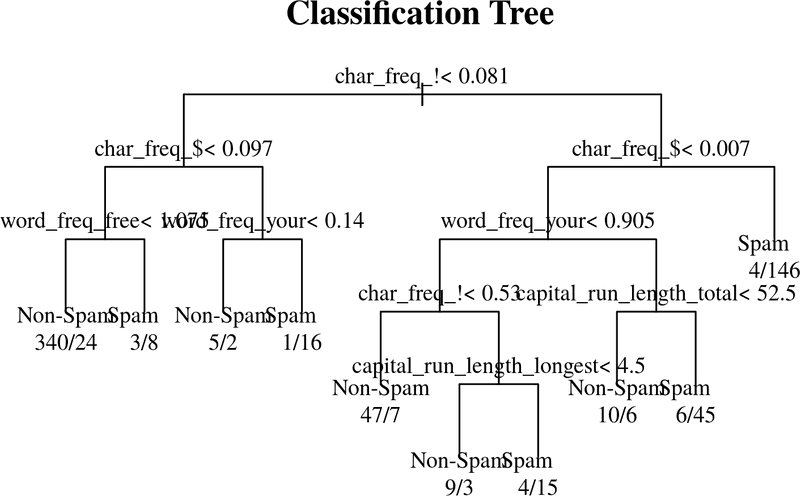 Classification Tree
char_freq_!< 0.081
char_freq_$< 0.097
char_freq_$< 0.007
word_freq_free< 1.075
word_freq_your< 0.14
word_freq_your< 0.905
Spam
4/146
char_freq_!< 0.53
capital_run_length_total< 52.5
Non-Spam
340/24
Spam
3/8
Non-Spam
5/2
Spam
1/16
capital_run_length_longest< 4.5
Non-Spam
47/7
Non-Spam
10/6
Spam
6/45
Non-Spam
9/3
Spam
4/15